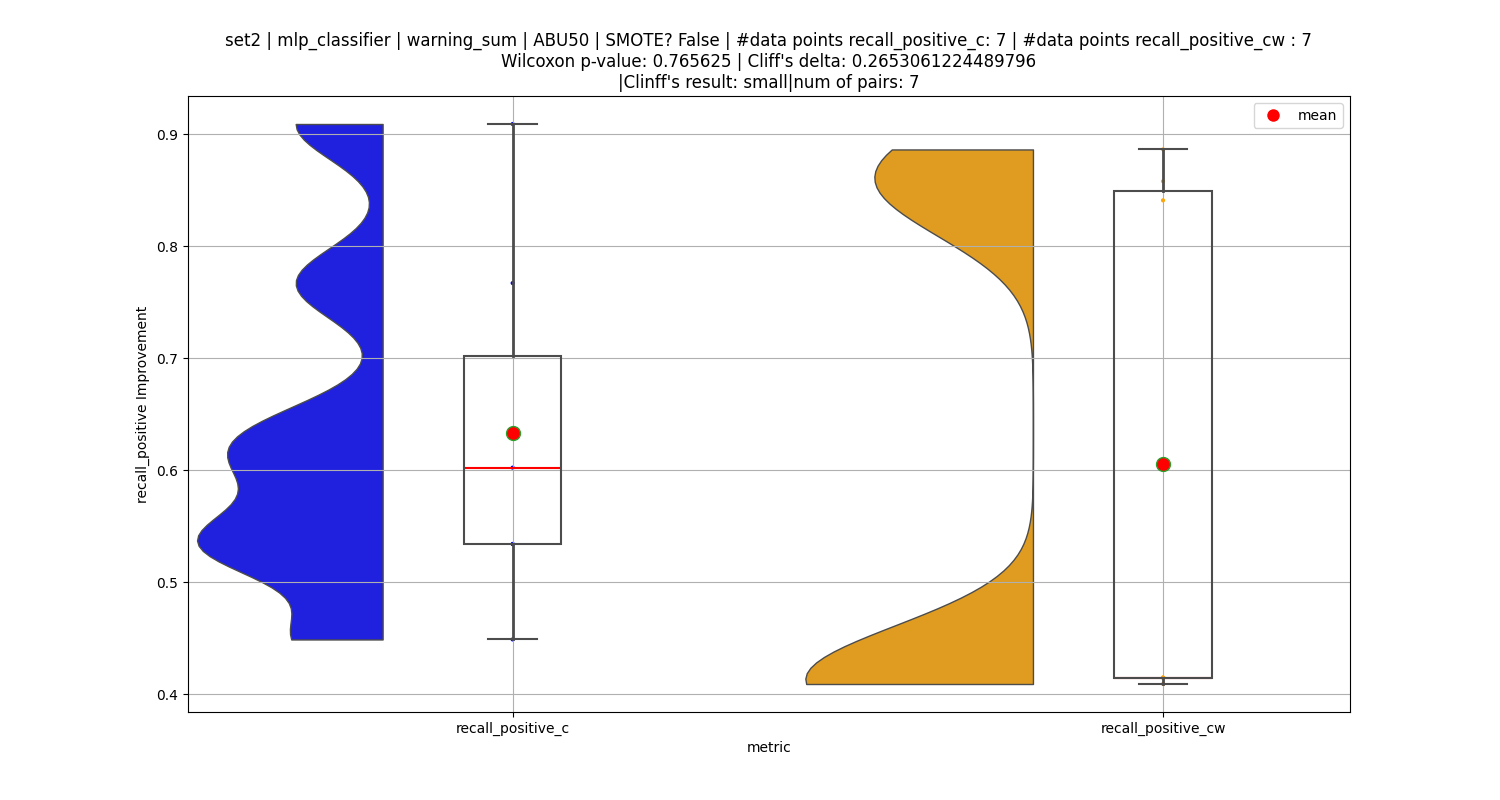 set2 | mlp_classifier | warning_sum | ABU50 | SMOTE? False | #data points recall_positive_c: 7 | #data points recall_positive_cw : 7
Wilcoxon p-value: 0.765625 | Cliff's delta: 0.2653061224489796
|Clinff's result: small|num of pairs: 7
mean
0.9
0.8
0.7
0.6
0.5
0.4
recall_positive Improvement
recall_positive_c
recall_positive_cw
metric